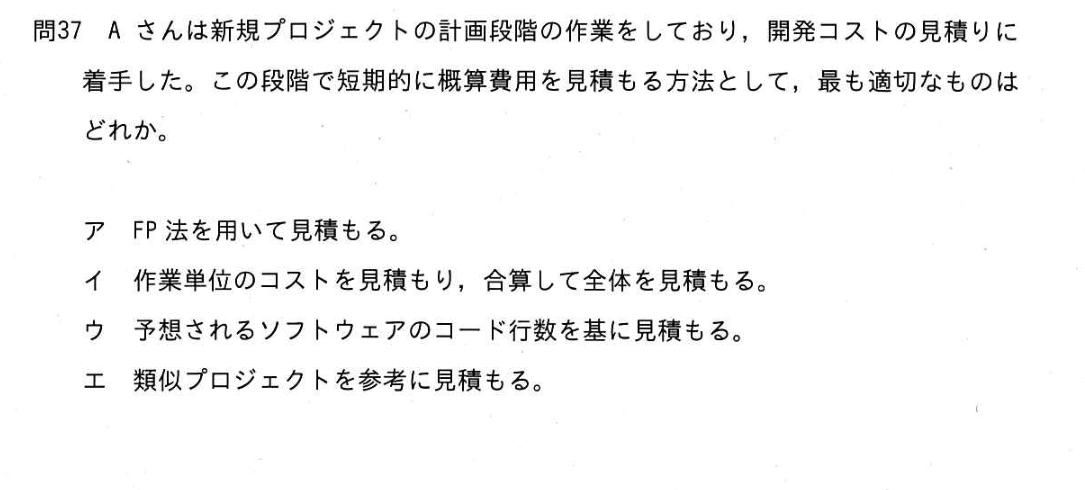 問37 A さんは新規プロジェクトの計画段階の作業をしており，開発コストの見積りに
着手した。この段階で短期的に概算費用を見積もる方法として，最も適切なものは
どれか。
ア FP 法を用いて見積もる。
イ 作業単位のコストを見積もり，合算して全体を見積もる。
ウ 予想されるソフトウェアのコード行数を基に見積もる。
エ 類似プロジェクトを参考に見積もる。